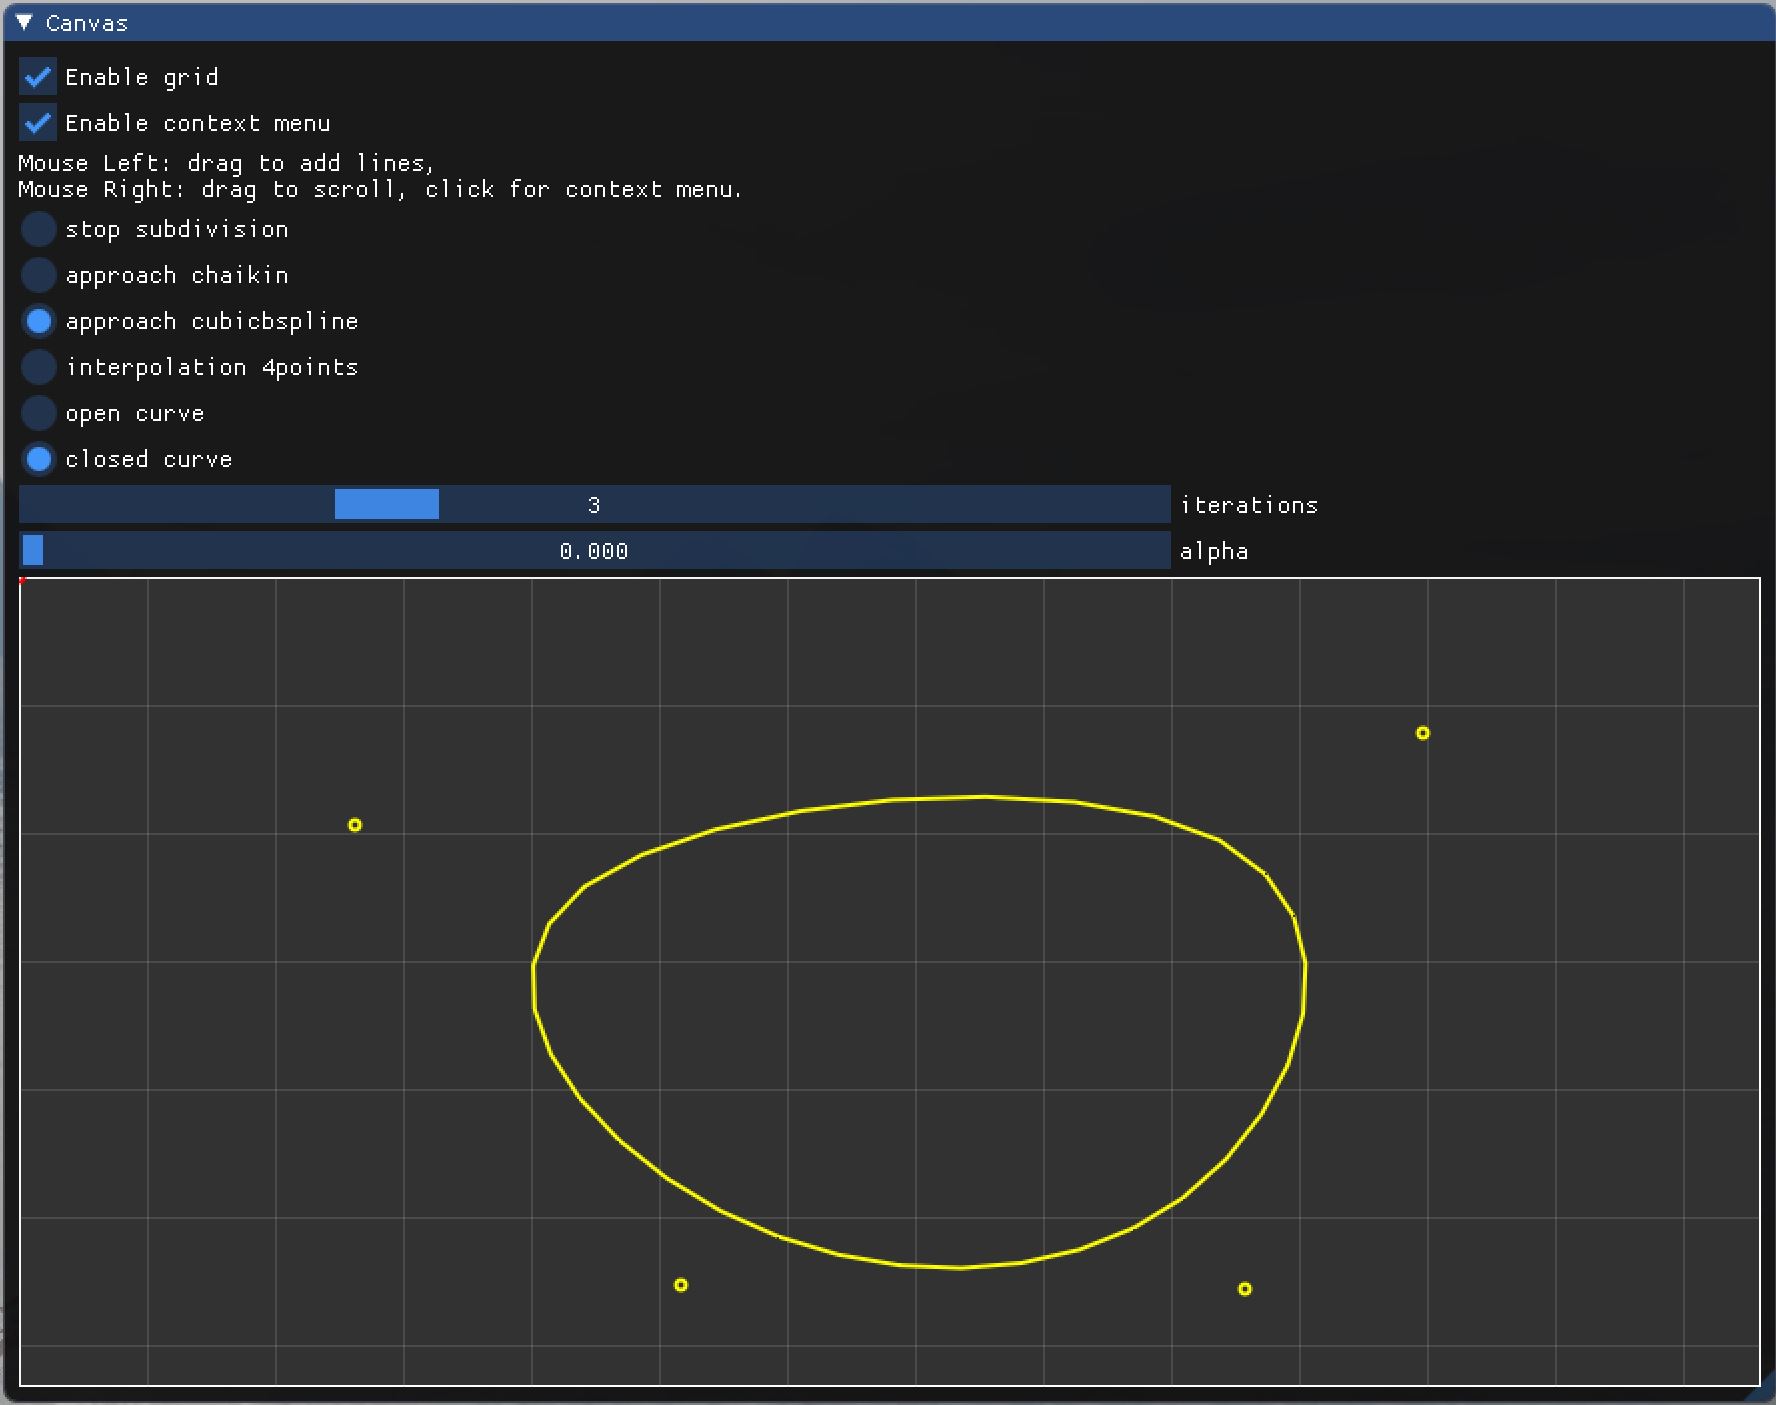 Canvas
Enable grid
Enable context menu
Mouse Left: drag to add lines,
Mouse Right: drag to scroll, click for context menu.
stop subdivision
approach chaikin
approach cubicbspline
interpolation 4points
open curve
closed curve
3 iterations
0.000 alpha